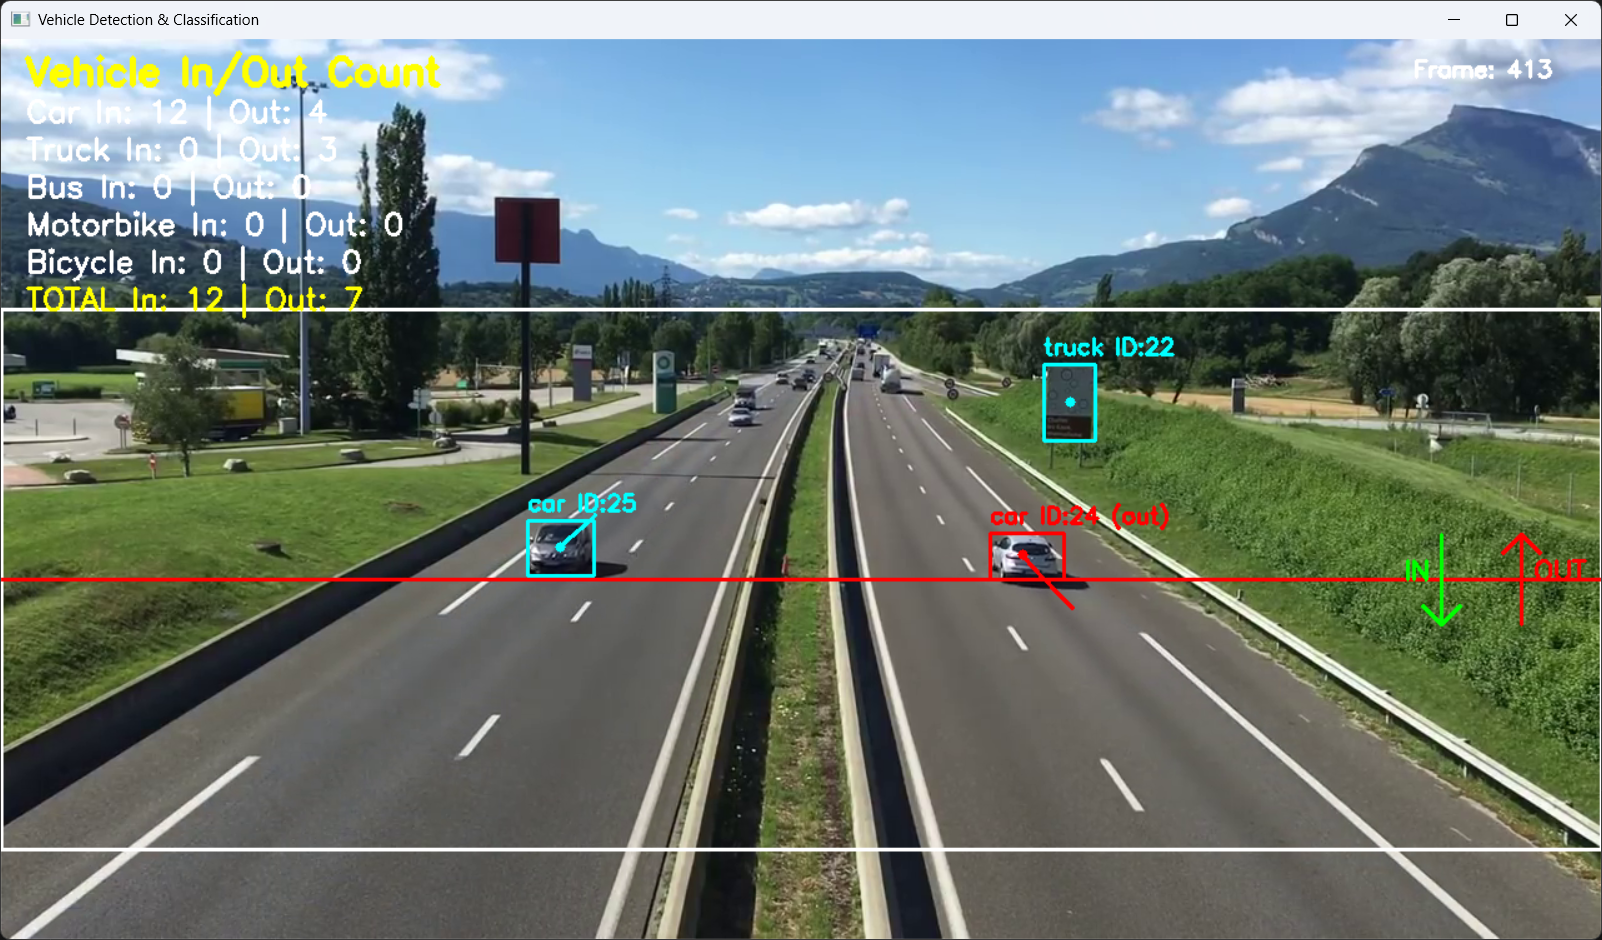 Vehicle Detection & Classification
Vehicle In/Out Count
Frame: 413
Car In: 12 | Out: 4
Truck In: 0 | Out: 3
Bus In: 0 | Out: 0
Motorbike In: 0 | Out: 0
Bicycle In: 0 | Out: 0
TOTAL In: 12 | Out: 7
truck ID:22
car ID:25
car ID:24 (out)
IN
OUT